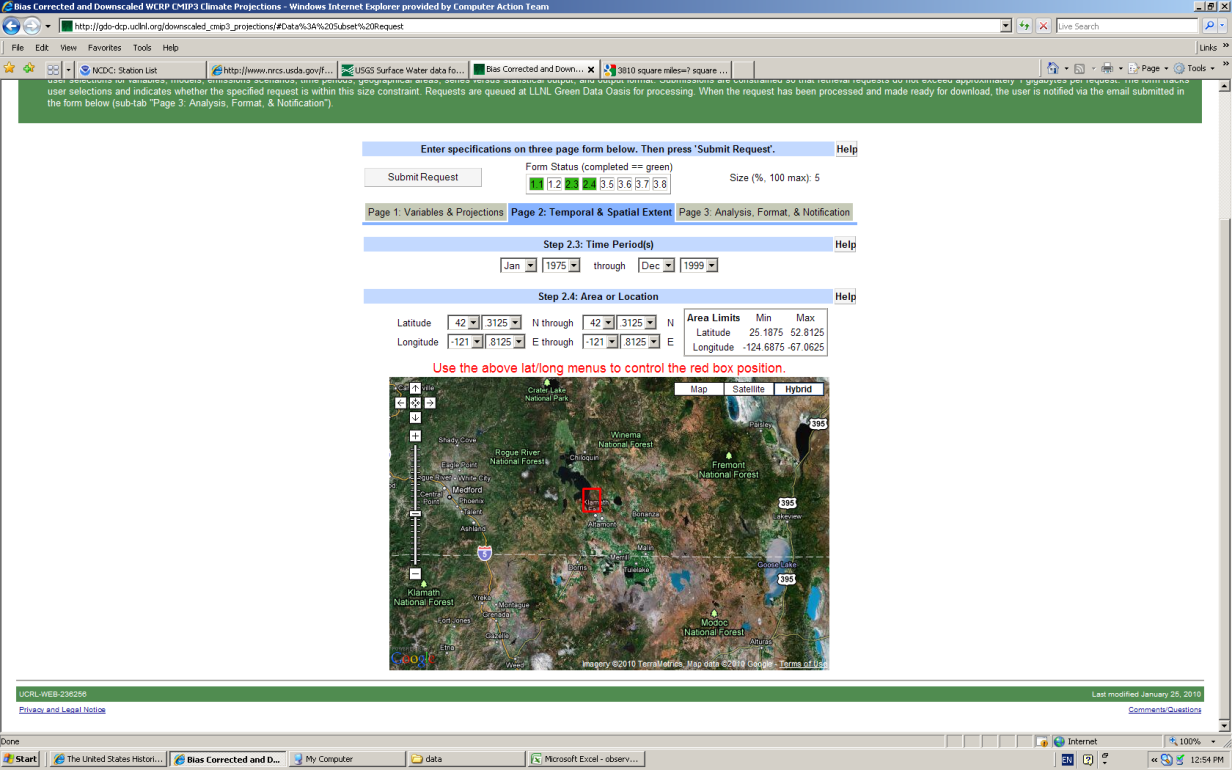 Bias Corrected and Downscaled WCRP CMIP3 Climate Projections - Windows Internet Explorer provided by Computer Action Team
http://gdo-dcp.ucllnl.org/downscaled_cmip3_projections/#Data%3A%20Subset%20Request
Live Search
File Edit View Favorites Tools Help
Links
NCDC: Station List
http://www.nrcs.usda.gov/f...
USGS Surface Water data fo...
Bias Corrected and Down...
3810 square miles=? square ...
Page
Tools
user selections for variables, models, emissions scenarios, time periods, geographical areas, series versus statistical output, and output format. Submissions are constrained so that retrieval requests do not exceed approximately 1 gigabytes per request. The form tracks
user selections and indicates whether the specified request is within this size constraint. Requests are queued at LLNL Green Data Oasis for processing. When the request has been processed and made ready for download, the user is notified via the email submitted in
the form below (sub-tab "Page 3: Analysis, Format, & Notification").
Enter specifications on three page form below. Then press 'Submit Request'.
Help
Submit Request
Form Status (completed == green)
1.1 1.2 2.3 2.4 3.5 3.6 3.7 3.8
Size (%, 100 max): 5
Page 1: Variables & Projections
Page 2: Temporal & Spatial Extent
Page 3: Analysis, Format, & Notification
Step 2.3: Time Period(s)
Help
Jan 1975 through Dec 1999
Step 2.4: Area or Location
Help
Latitude 42 .3125 N through 42 .3125 N
Longitude -121 .8125 E through -121 .8125 E
Area Limits Min Max
Latitude 25.1875 52.8125
Longitude -124.6875 -67.0625
Use the above lat/long menus to control the red box position.
Map Satellite Hybrid
Crater Lake
National Park
Paisley
395
Shady Cove
Winema
National Forest
Rogue River
National Forest
Chiloquin
Eagle Point
White City
Fremont
National Forest
Medford
Central
Point
Phoenix
Talent
Klamath
Altamont
Bonanza
395
Lakeview
Ashland
5
Malin
Merrill
Dorris
Tulelake
Goose Lake
395
Klamath
National Forest
Yreka
Montague
Grenada
Fort Jones
Gazelle
Modoc
National Forest
Alturas
Etna
Weed
Google
Imagery ©2010 TerraMetrics, Map data ©2010 Google - Terms of Use
UCRL-WEB-236256
Last modified January 25, 2010
Privacy and Legal Notice
Comments/Questions
Done
Internet
100%
Start
The United States Histori...
Bias Corrected and D...
My Computer
data
Microsoft Excel - observ...
EN
12:54 PM